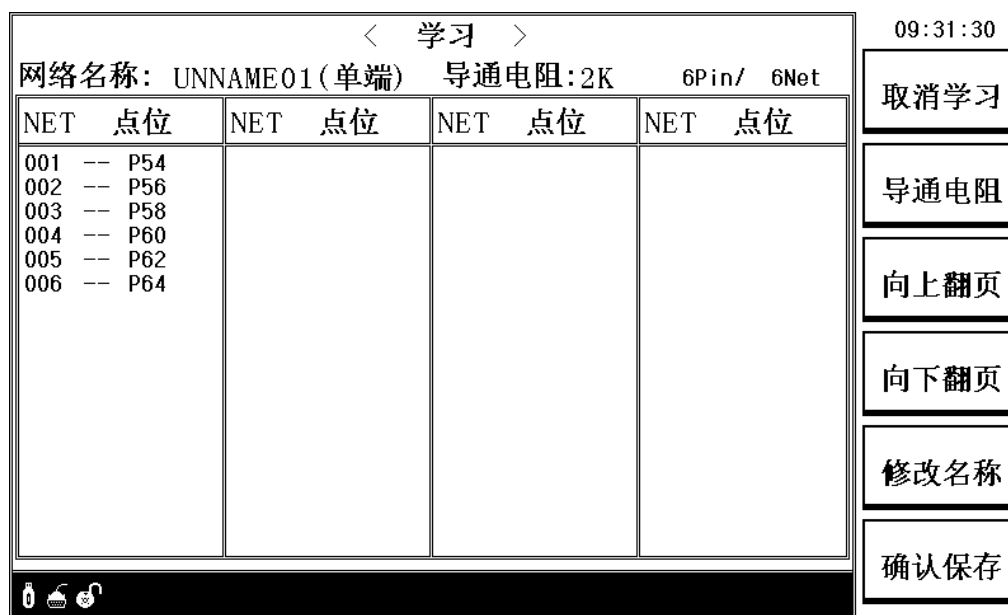 < 学习 >
09:31:30
网络名称: UNNAME01(单端) 导通电阻:2K 6Pin/ 6Net
NET 点位 NET 点位 NET 点位 NET 点位
001 -- P54
002 -- P56
003 -- P58
004 -- P60
005 -- P62
006 -- P64
取消学习
导通电阻
向上翻页
向下翻页
修改名称
确认保存